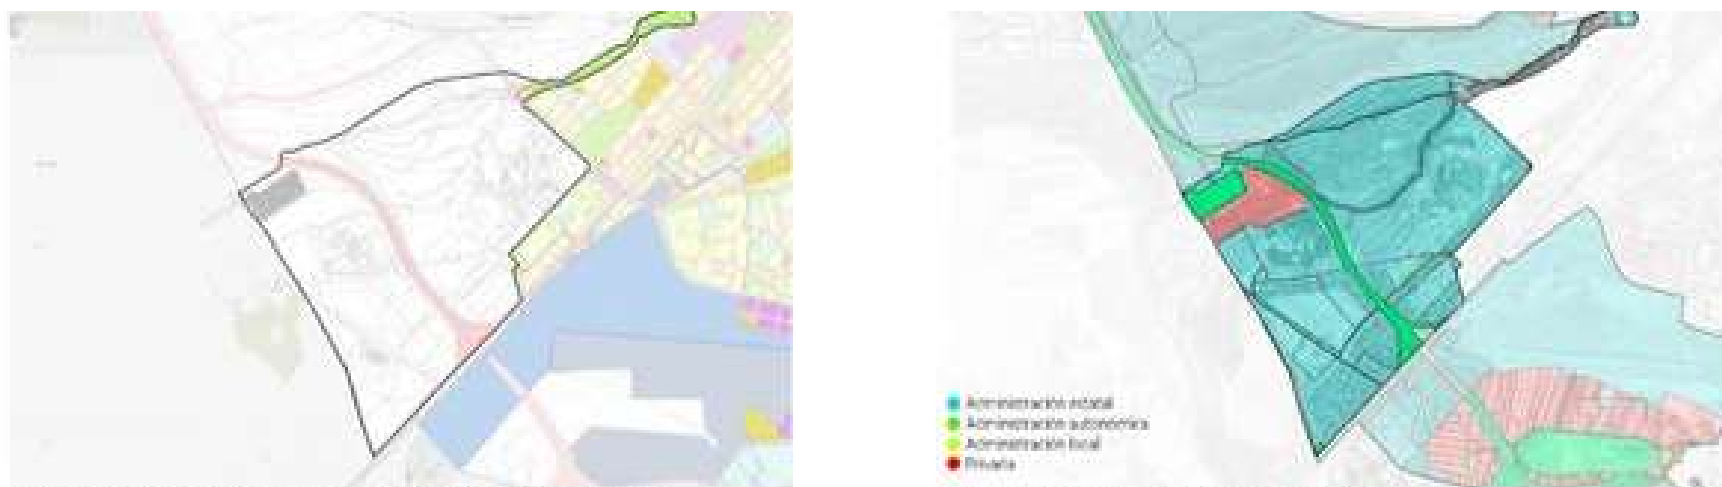 Administración estatal
Administración autonómica
Administración local
Privada